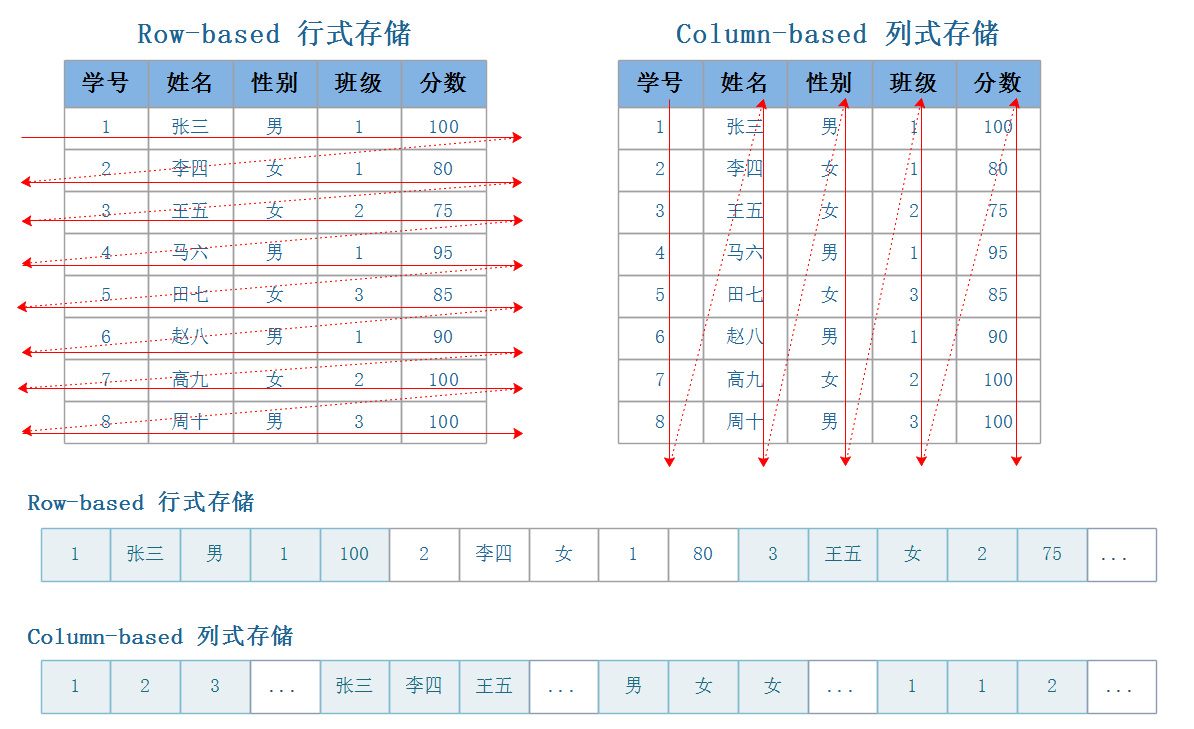 Row-based 行式存储
学号 姓名 性别 班级 分数
1 张三 男 1 100
2 李四 女 1 80
3 王五 女 2 75
4 马六 男 1 95
5 田七 女 3 85
6 赵八 男 1 90
7 高九 女 2 100
8 周十 男 3 100
Column-based 列式存储
学号 姓名 性别 班级 分数
1 张三 男 1 100
2 李四 女 1 80
3 王五 女 2 75
4 马六 男 1 95
5 田七 女 3 85
6 赵八 男 1 90
7 高九 女 2 100
8 周十 男 3 100
Row-based 行式存储
1 张三 男 1 100 2 李四 女 1 80 3 王五 女 2 75 ...
Column-based 列式存储
1 2 3 ... 张三 李四 王五 ... 男 女 女 ... 1 1 2 ...